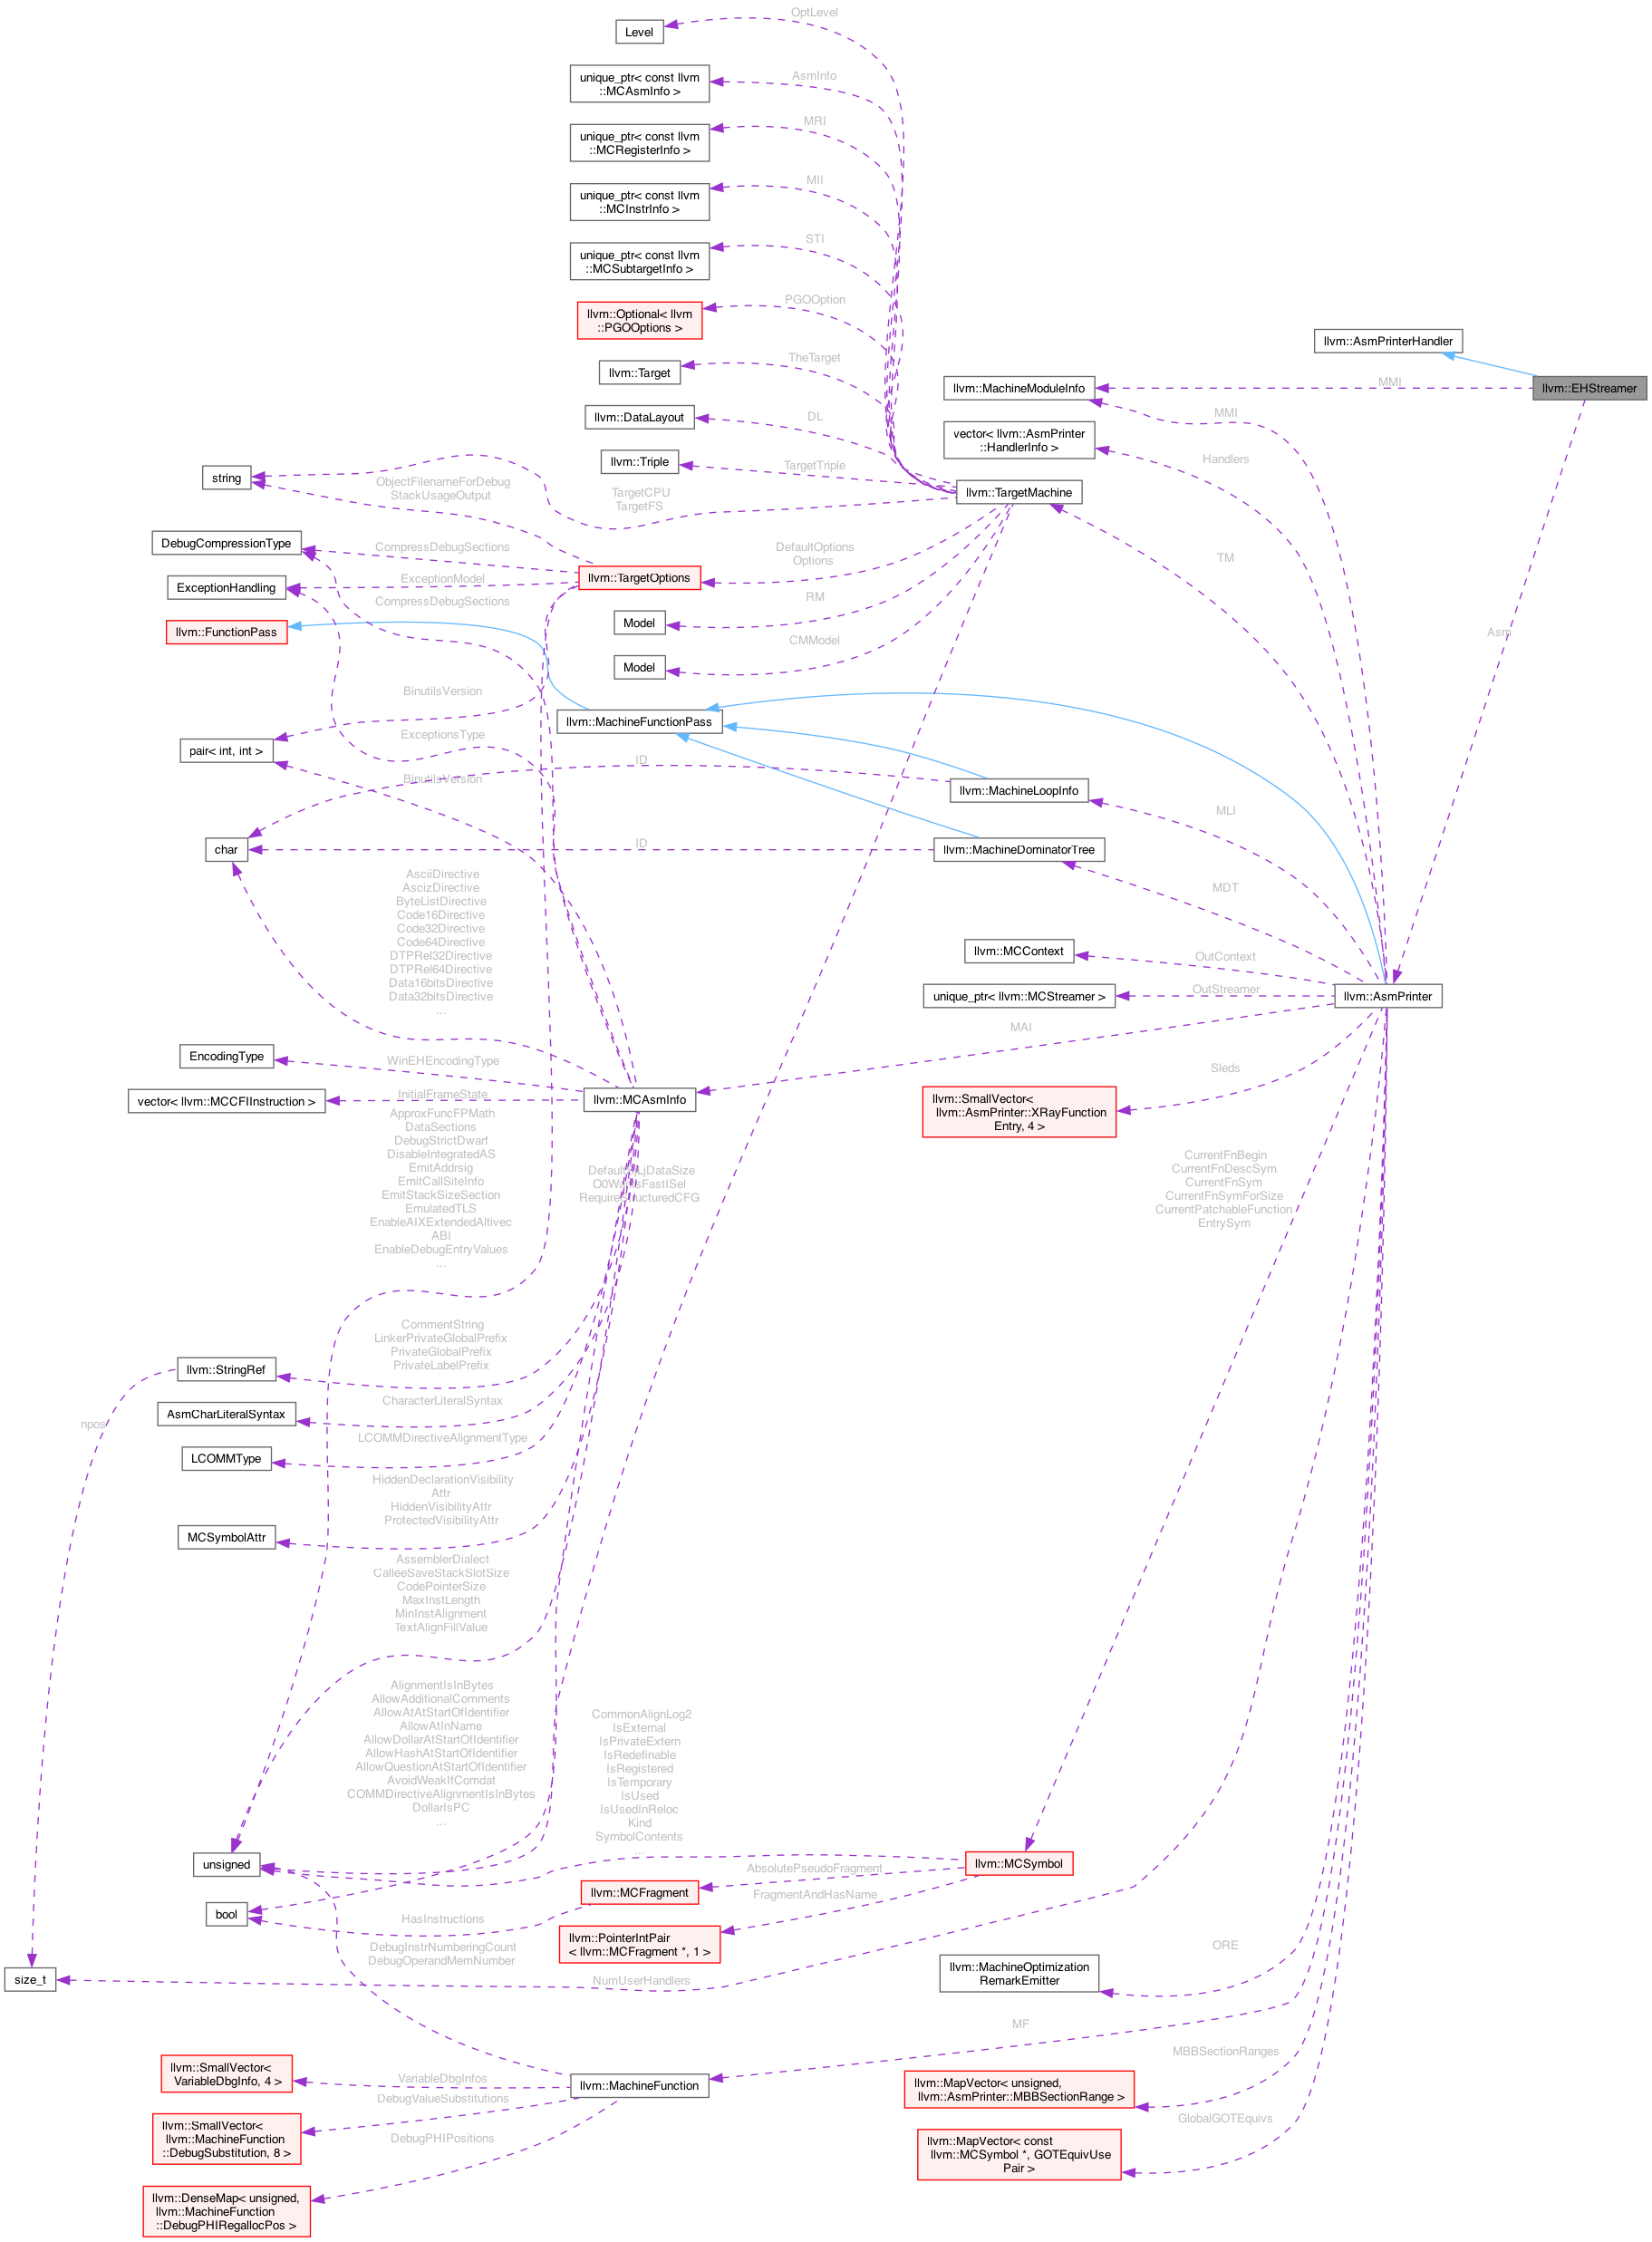 OptLevel
Level
AsmInfo
unique_ptr< const llvm
::MCAsmInfo >
MRI
unique_ptr< const llvm
::MCRegisterInfo >
MII
unique_ptr< const llvm
::MCInstrInfo >
STI
unique_ptr< const llvm
::MCSubtargetInfo >
PGOOption
llvm::Optional< llvm
::PGOOptions >
llvm::AsmPrinterHandler
TheTarget
llvm::Target
llvm::MachineModuleInfo
MMI
llvm::EHStreamer
DL
llvm::DataLayout
MMI
vector< llvm::AsmPrinter
::HandlerInfo >
Handlers
llvm::Triple
TargetTriple
string
ObjectFilenameForDebug
StackUsageOutput
TargetCPU
TargetFS
llvm::TargetMachine
DebugCompressionType
CompressDebugSections
DefaultOptions
Options
TM
ExceptionHandling
ExceptionModel
llvm::TargetOptions
CompressDebugSections
RM
Model
llvm::FunctionPass
CMModel
Model
Asm
BinutilsVersion
llvm::MachineFunctionPass
ExceptionsType
pair< int, int >
ID
BinutilsVersion
llvm::MachineLoopInfo
MLI
char
ID
llvm::MachineDominatorTree
MDT
AsciiDirective
AscizDirective
ByteListDirective
Code16Directive
Code32Directive
Code64Directive
DTPRel32Directive
DTPRel64Directive
Data16bitsDirective
Data32bitsDirective
...
llvm::MCContext
OutContext
unique_ptr< llvm::MCStreamer >
OutStreamer
llvm::AsmPrinter
MAI
EncodingType
WinEHEncodingType
Sleds
vector< llvm::MCCFIInstruction >
InitialFrameState
llvm::MCAsmInfo
llvm::SmallVector<
llvm::AsmPrinter::XRayFunction
Entry, 4 >
ApproxFuncFPMath
DataSections
DebugStrictDwarf
DisableIntegratedAS
EmitAddrsig
EmitCallSiteInfo
EmitStackSizeSection
EmulatedTLS
EnableAIXExtendedAltivec
ABI
EnableDebugEntryValues
...
CurrentFnBegin
CurrentFnDescSym
CurrentFnSym
CurrentFnSymForSize
CurrentPatchableFunction
EntrySym
CommentString
LinkerPrivateGlobalPrefix
PrivateGlobalPrefix
PrivateLabelPrefix
llvm::StringRef
npos
CharacterLiteralSyntax
AsmCharLiteralSyntax
LCOMMDirectiveAlignmentType
LCOMMType
HiddenDeclarationVisibility
Attr
HiddenVisibilityAttr
ProtectedVisibilityAttr
MCSymbolAttr
AssemblerDialect
CalleeSaveStackSlotSize
CodePointerSize
MaxInstLength
MinInstAlignment
TextAlignFillValue
AlignmentIsInBytes
AllowAdditionalComments
AllowAtAtStartOfIdentifier
AllowAtInName
AllowDollarAtStartOfIdentifier
AllowHashAtStartOfIdentifier
AllowQuestionAtStartOfIdentifier
AvoidWeakIfComdat
COMMDirectiveAlignmentIsInBytes
DollarIsPC
...
CommonAlignLog2
IsExternal
IsPrivateExtern
IsRedefinable
IsRegistered
IsTemporary
IsUsed
IsUsedInReloc
Kind
SymbolContents
...
unsigned
llvm::MCSymbol
AbsolutePseudoFragment
llvm::MCFragment
FragmentAndHasName
bool
HasInstructions
llvm::PointerIntPair
< llvm::MCFragment *, 1 >
DebugInstrNumberingCount
DebugOperandMemNumber
ORE
llvm::MachineOptimization
RemarkEmitter
size_t
NumUserHandlers
MF
MBBSectionRanges
llvm::SmallVector<
VariableDbgInfo, 4 >
VariableDbgInfos
llvm::MachineFunction
llvm::MapVector< unsigned,
llvm::AsmPrinter::MBBSectionRange >
DebugValueSubstitutions
GlobalGOTEquivs
llvm::SmallVector<
llvm::MachineFunction
::DebugSubstitution, 8 >
DebugPHIPositions
llvm::MapVector< const
llvm::MCSymbol *, GOTEquivUse
Pair >
llvm::DenseMap< unsigned,
llvm::MachineFunction
::DebugPHIRegallocPos >